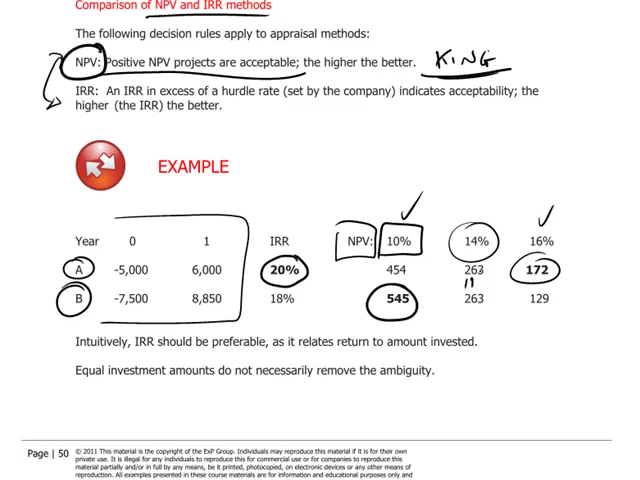 Comparison of NPV and IRR methods
The following decision rules apply to appraisal methods:
NPV: Positive NPV projects are acceptable; the higher the better. KING
IRR: An IRR in excess of a hurdle rate (set by the company) indicates acceptability; the
higher (the IRR) the better.
EXAMPLE
Year 0 1 IRR NPV: 10% 14% 16%
A -5,000 6,000 20% 454 263 172
B -7,500 8,850 18% 545 263 129
Intuitively, IRR should be preferable, as it relates return to amount invested.
Equal investment amounts do not necessarily remove the ambiguity.
Page | 50
© 2011 This material is the copyright of the ExP Group. Individuals may reproduce this material if it is for their own
private use. It is illegal for any individuals to reproduce this for commercial use or for companies to reproduce this
material partially and/or in full by any means, be it printed, photocopied, on electronic devices or any other means of
reproduction. All examples presented in these course materials are for information and educational purposes only and